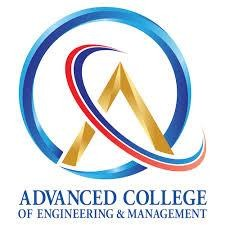 ADVANCED COLLEGE
OF ENGINEERING & MANAGEMENT